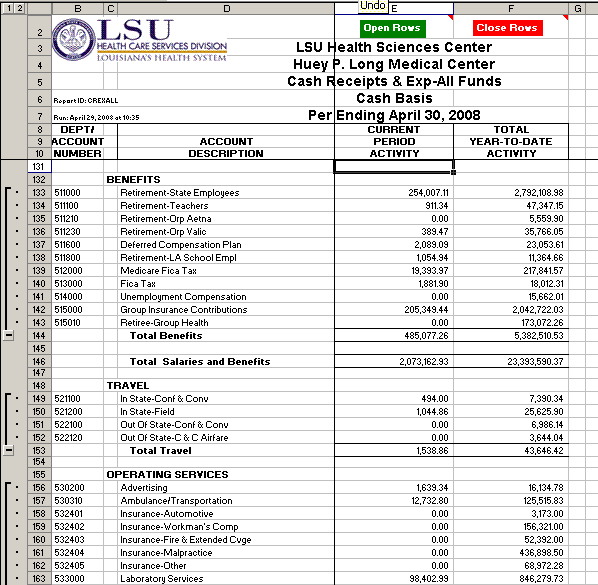 Undo
1 2 B C D E F G
2 LSU Open Rows Close Rows
3 HEALTH CARE SERVICES DIVISION LSU Health Sciences Center
LOUISIANA'S HEALTH SYSTEM
4 Huey P. Long Medical Center
5 Cash Receipts & Exp-All Funds
6 Report ID: CREXALL Cash Basis
7 Run: April 29, 2008 at 10:35 Per Ending April 30, 2008
8 DEPT/ CURRENT TOTAL
9 ACCOUNT ACCOUNT PERIOD YEAR-TO-DATE
10 NUMBER DESCRIPTION ACTIVITY ACTIVITY
131
132 BENEFITS
133 511000 Retirement-State Employees 254,007.11 2,792,108.98
134 511100 Retirement-Teachers 911.34 47,347.15
135 511210 Retirement-Orp Aetna 0.00 5,559.90
136 511230 Retirement-Orp Valic 389.47 35,766.05
137 511600 Deferred Compensation Plan 2,089.09 23,053.61
138 511800 Retirement-LA School Empl 1,054.94 11,364.66
139 512000 Medicare Fica Tax 19,393.97 217,841.57
140 513000 Fica Tax 1,881.90 18,012.31
141 514000 Unemployment Compensation 0.00 15,662.01
142 515000 Group Insurance Contributions 205,349.44 2,042,722.03
143 515010 Retiree-Group Health 0.00 173,072.26
144 Total Benefits 485,077.26 5,382,510.53
145
146 Total Salaries and Benefits 2,073,162.93 23,393,590.37
147
148 TRAVEL
149 521100 In State-Conf & Conv 494.00 7,390.34
150 521200 In State-Field 1,044.86 25,625.90
151 522100 Out Of State-Conf & Conv 0.00 6,986.14
152 522120 Out Of State-C & C Airfare 0.00 3,644.04
153 Total Travel 1,538.86 43,646.42
154
155 OPERATING SERVICES
156 530200 Advertising 1,639.34 16,134.78
157 530310 Ambulance/Transportation 12,732.80 125,515.83
158 532401 Insurance-Automotive 0.00 3,173.00
159 532402 Insurance-Workman's Comp 0.00 156,321.00
160 532403 Insurance-Fire & Extended Cvge 0.00 52,392.00
161 532404 Insurance-Malpractice 0.00 436,898.50
162 532405 Insurance-Other 0.00 68,972.28
163 533000 Laboratory Services 98,402.99 846,279.73